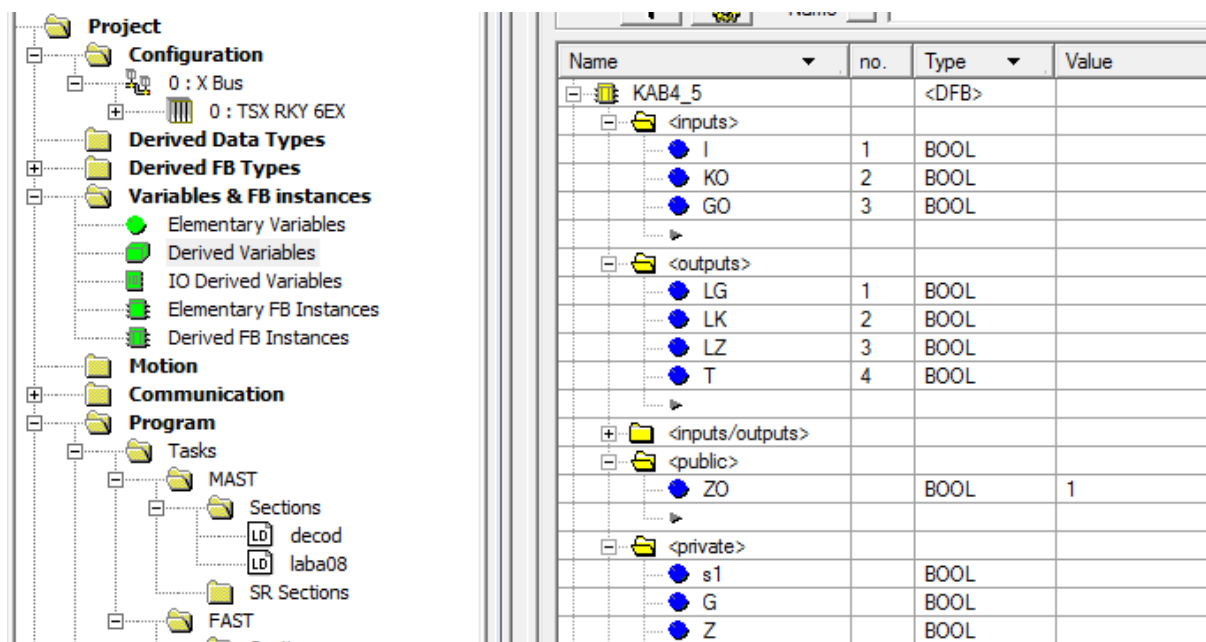 Project
Configuration
0 : X Bus
0 : TSX RKY 6EX
Derived Data Types
Derived FB Types
Variables & FB instances
Elementary Variables
Derived Variables
IO Derived Variables
Elementary FB Instances
Derived FB Instances
Motion
Communication
Program
Tasks
MAST
Sections
LD decod
LD laba08
SR Sections
FAST
Name
Name no. Type Value
KAB4_5 <DFB>
<inputs>
I 1 BOOL
KO 2 BOOL
GO 3 BOOL
<outputs>
LG 1 BOOL
LK 2 BOOL
LZ 3 BOOL
T 4 BOOL
<inputs/outputs>
<public>
ZO BOOL 1
<private>
s1 BOOL
G BOOL
Z BOOL